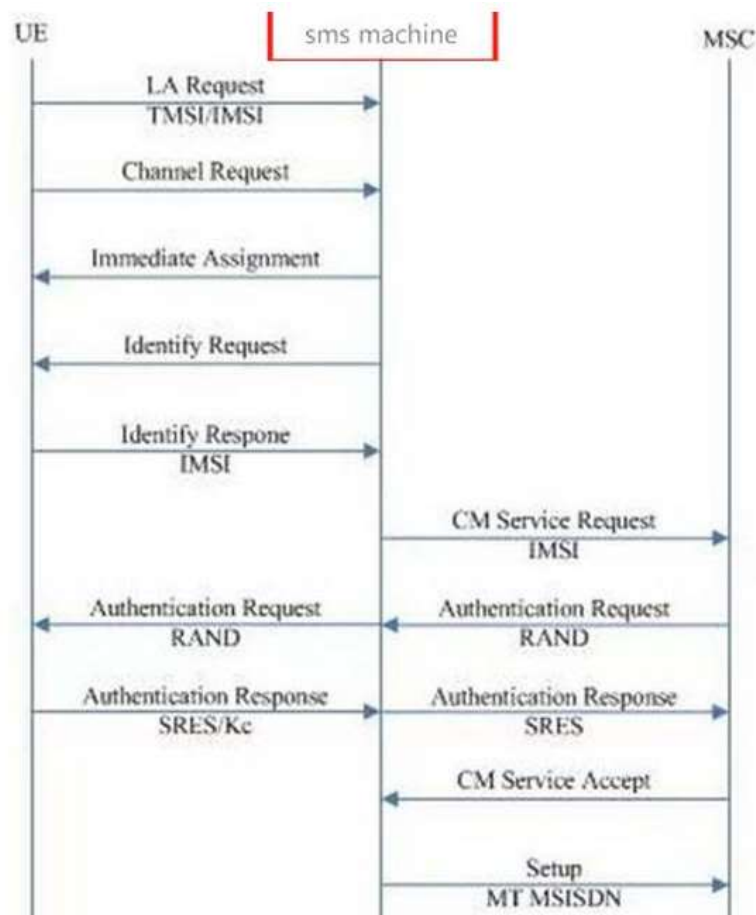 UE
sms machine
MSC
LA Request
TMSI/IMSI
Channel Request
Immediate Assignment
Identify Request
Identify Respone
IMSI
CM Service Request
IMSI
Authentication Request
RAND
Authentication Request
RAND
Authentication Response
SRES/Kc
Authentication Response
SRES
CM Service Accept
Setup
MT MSISDN